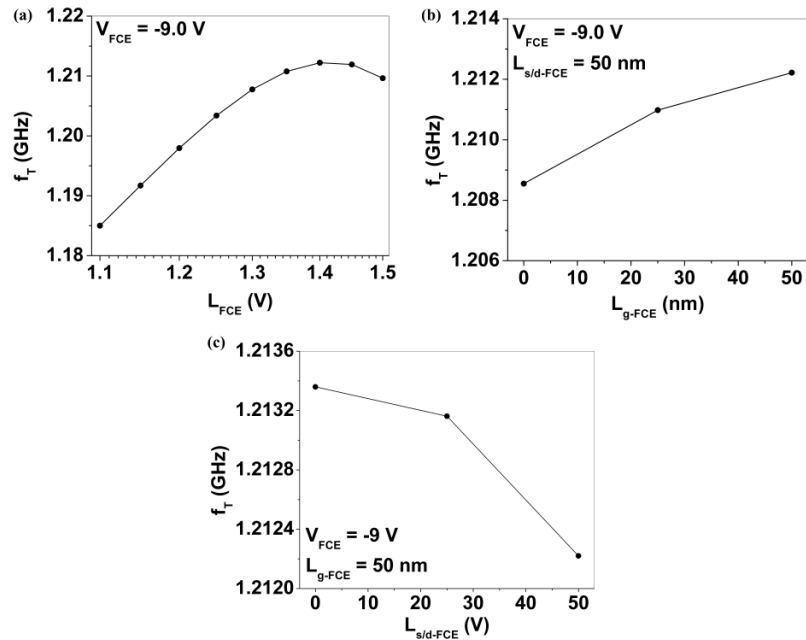 (a)
1.22
V_FCE = -9.0 V
1.21
1.20
1.19
1.18
f_T (GHz)
1.1 1.2 1.3 1.4 1.5
L_FCE (V)
(b)
1.214
V_FCE = -9.0 V
L_s/d-FCE = 50 nm
1.212
1.210
1.208
1.206
f_T (GHz)
0 10 20 30 40 50
L_g-FCE (nm)
(c)
1.2136
1.2132
1.2128
1.2124
1.2120
f_T (GHz)
V_FCE = -9 V
L_g-FCE = 50 nm
0 10 20 30 40 50
L_s/d-FCE (V)